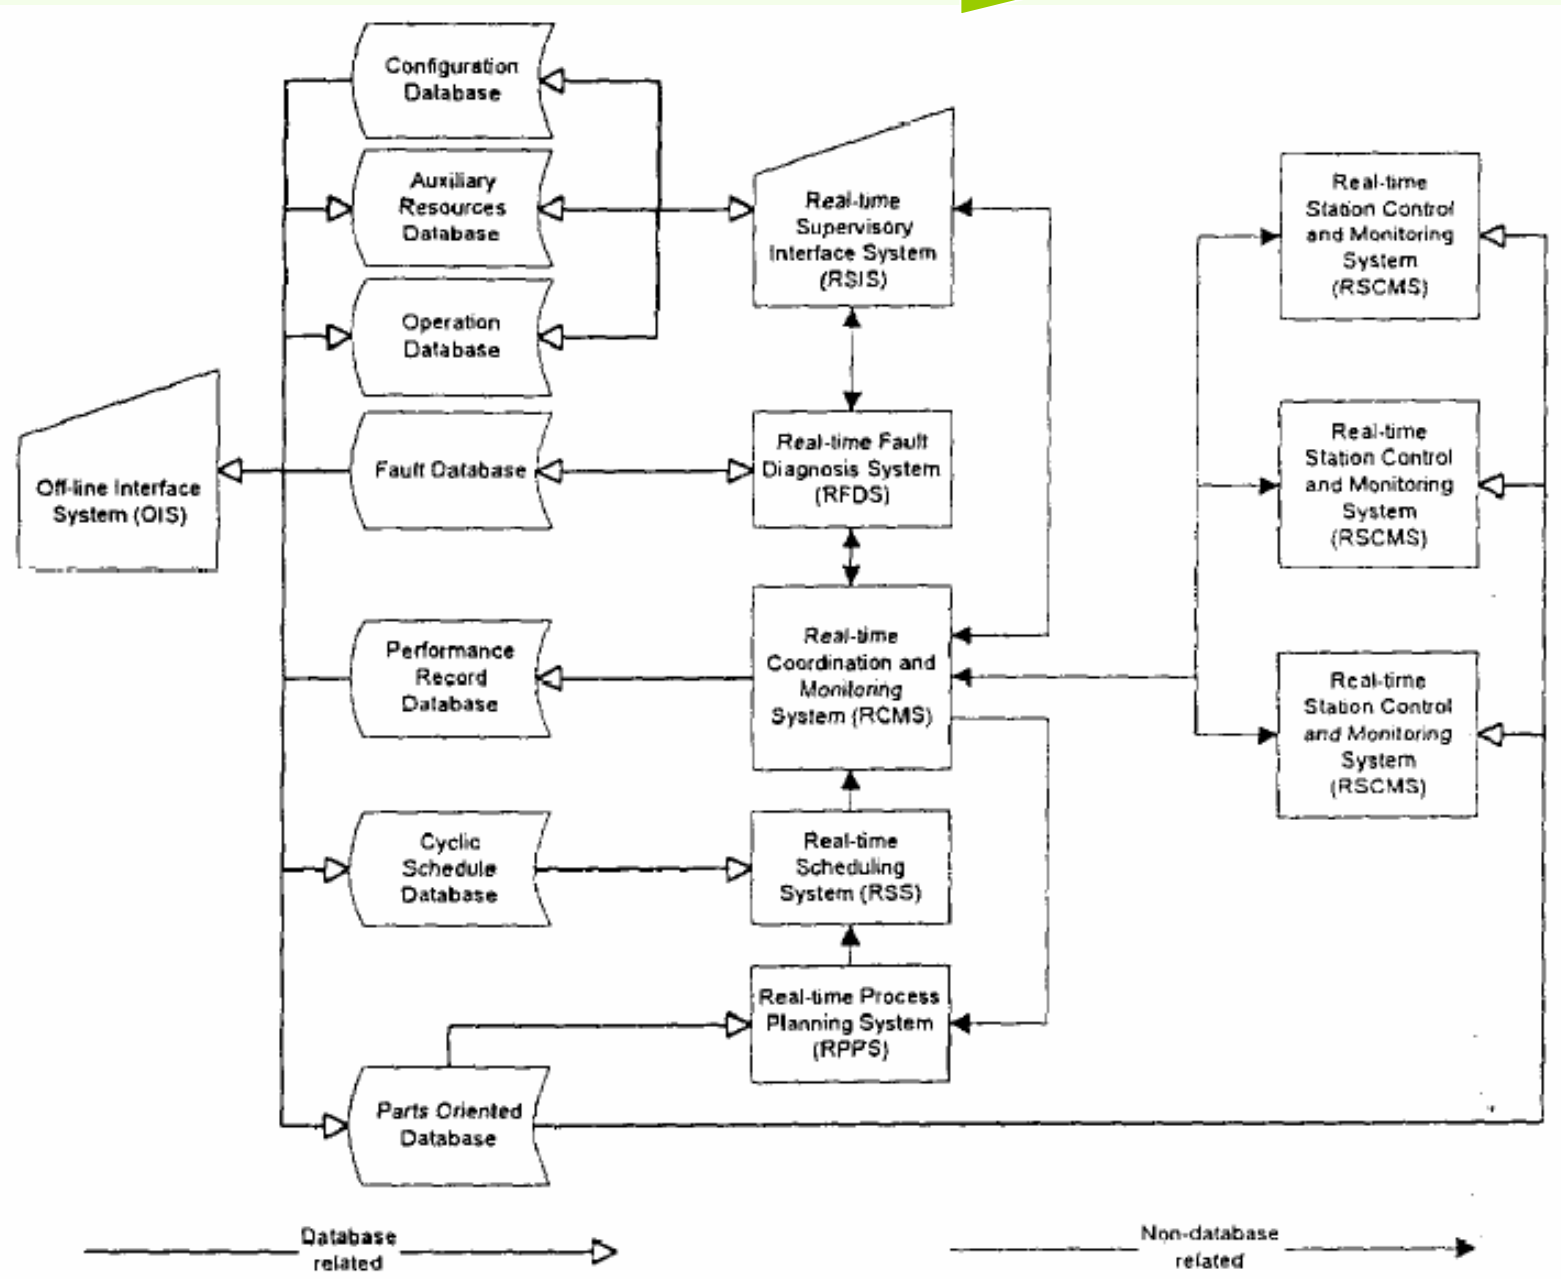 Configuration
Database
Auxiliary
Resources
Database
Operation
Database
Off-line Interface
System (OIS)
Fault Database
Performance
Record
Database
Cyclic
Schedule
Database
Parts Oriented
Database
Real-time
Supervisory
Interface System
(RSIS)
Real-time Fault
Diagnosis System
(RFDS)
Real-time
Coordination and
Monitoring
System (RCMS)
Real-time
Scheduling
System (RSS)
Real-time Process
Planning System
(RPPS)
Real-time
Station Control
and Monitoring
System
(RSCMS)
Real-time
Station Control
and Monitoring
System
(RSCMS)
Real-time
Station Control
and Monitoring
System
(RSCMS)
Database
related
Non-database
related